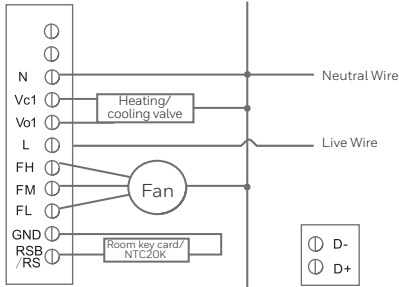 N
Neutral Wire
Vc1
Heating/
cooling valve
Vo1
L
Live Wire
FH
FM
Fan
FL
GND
RSB
/RS
Room key card/
NTC20K
D-
D+